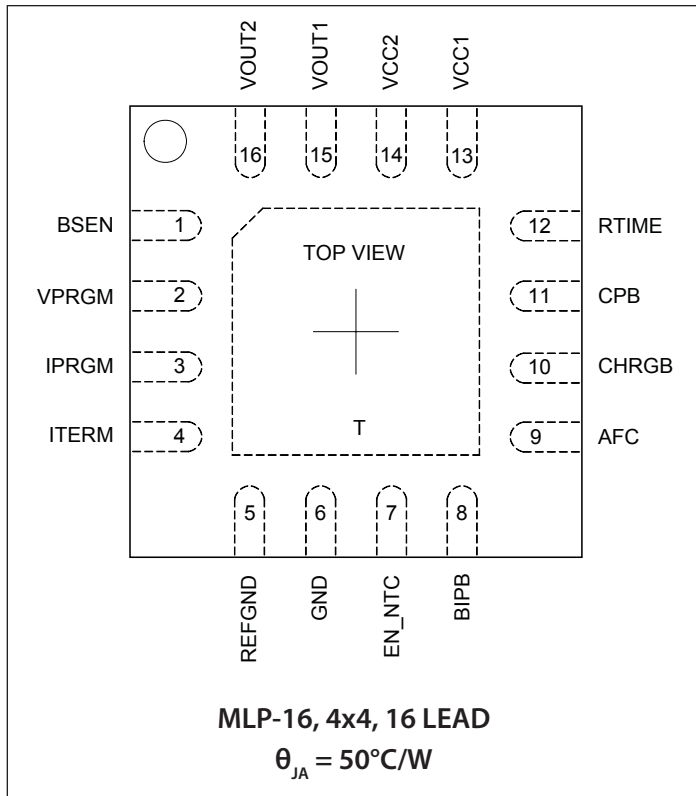 VOUT2
VOUT1
VCC2
VCC1
16
15
14
13
BSEN 1
12 RTIME
TOP VIEW
VPRGM 2
11 CPB
IPRGM 3
10 CHRGB
ITERM 4
T
9 AFC
5
6
7
8
REFGND
GND
EN_NTC
BIPB
MLP-16, 4x4, 16 LEAD
θJA = 50°C/W